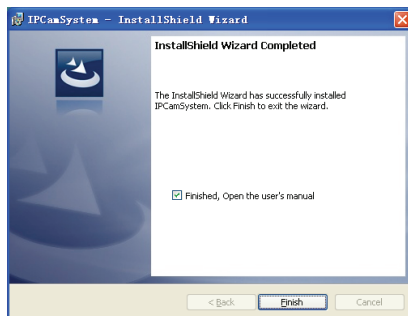 IPCamSystem - InstallShield Wizard
InstallShield Wizard Completed
The InstallShield Wizard has successfully installed
IPCamSystem. Click Finish to exit the wizard.
Finished, Open the user's manual
< Back
Finish
Cancel